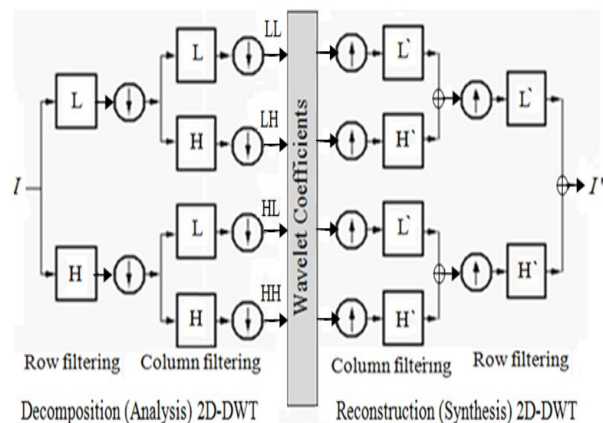 LL
L L`
L L`
LH
H H`
I Wavelet Coefficients I'
HL
L L`
H H`
HH
H H`
Row filtering Column filtering Column filtering Row filtering
Decomposition (Analysis) 2D-DWT Reconstruction (Synthesis) 2D-DWT